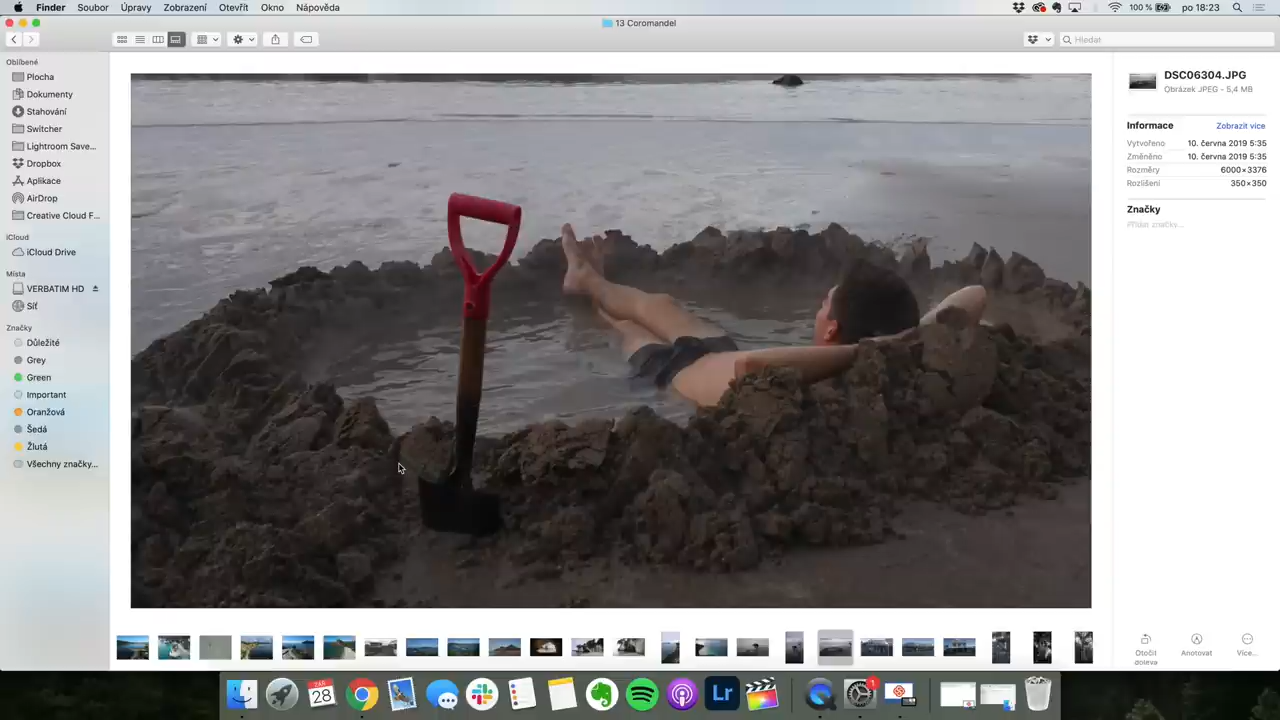 Finder Soubor Úpravy Zobrazení Otevřít Okno Nápověda 100 % po 18:23
13 Coromandel
Hledat
Oblíbené
Plocha
Dokumenty
Stahování
Switcher
Lightroom Save...
Dropbox
Aplikace
AirDrop
Creative Cloud F...
iCloud
iCloud Drive
Místa
VERBATIM HD
Síť
Značky
Důležité
Grey
Green
Important
Oranžová
Šedá
Žlutá
Všechny značky...
DSC06304.JPG
Obrázek JPEG - 5,4 MB
Informace Zobrazit více
Vytvořeno 10. června 2019 5:35
Změněno 10. června 2019 5:35
Rozměry 6000×3376
Rozlišení 350×350
Značky
Přidat značky...
Otočit doleva
Anotovat
Více...
28
Lr
1